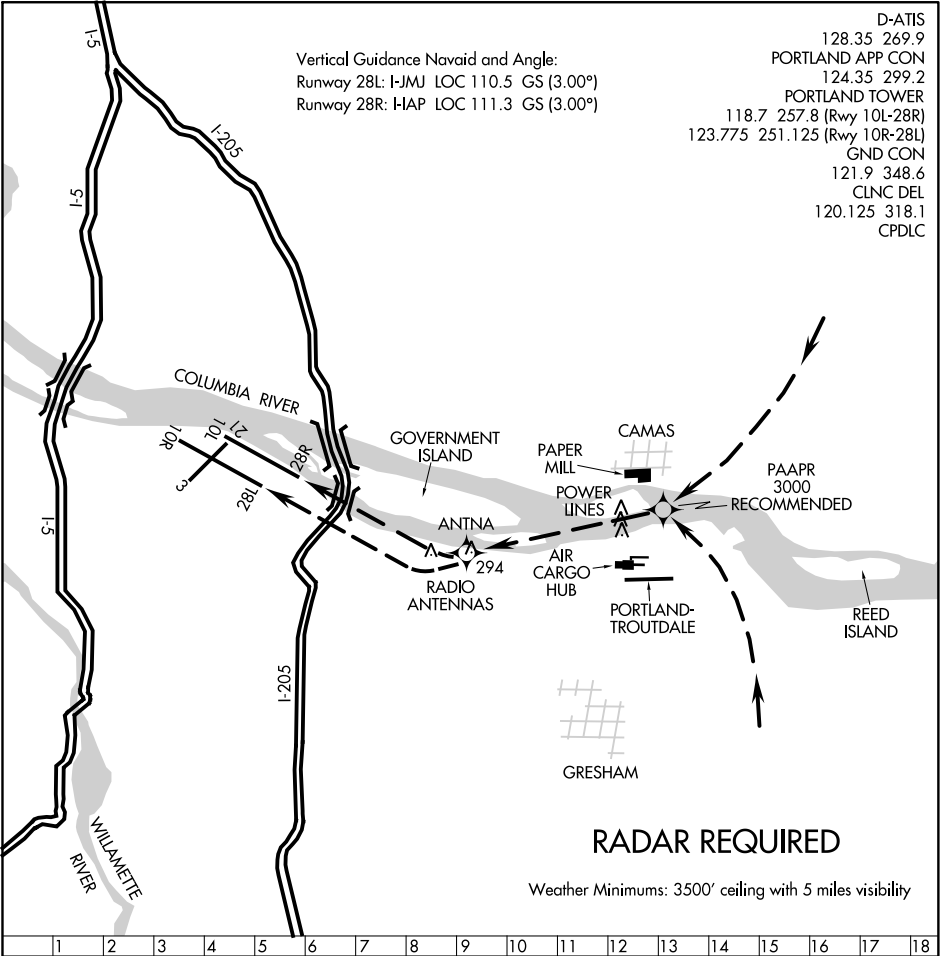 D-ATIS
128.35 269.9
PORTLAND APP CON
124.35 299.2
PORTLAND TOWER
118.7 257.8 (Rwy 10L-28R)
123.775 251.125 (Rwy 10R-28L)
GND CON
121.9 348.6
CLNC DEL
120.125 318.1
CPDLC
Vertical Guidance Navaid and Angle:
Runway 28L: I-JMJ LOC 110.5 GS (3.00°)
Runway 28R: I-IAP LOC 111.3 GS (3.00°)
I-5
I-205
I-5
COLUMBIA RIVER
10R
10L
21
3
28R
28L
GOVERNMENT
ISLAND
CAMAS
PAPER
MILL
POWER
LINES
PAAPR
3000
RECOMMENDED
ANTNA
294
RADIO
ANTENNAS
AIR
CARGO
HUB
PORTLAND-
TROUTDALE
REED
ISLAND
I-5
I-205
GRESHAM
WILLAMETTE
RIVER
RADAR REQUIRED
Weather Minimums: 3500' ceiling with 5 miles visibility
1 2 3 4 5 6 7 8 9 10 11 12 13 14 15 16 17 18